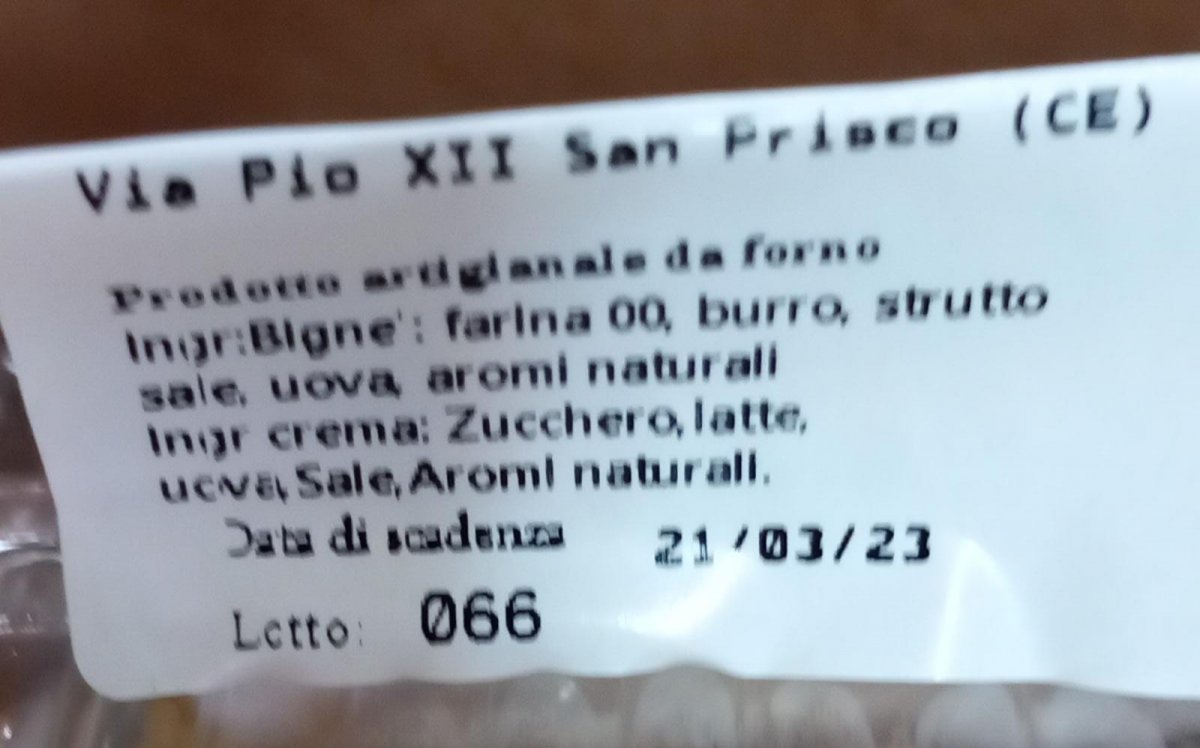 Via Pio XII San Prisco (CE)
Prodotto artigianale da forno
Ingr:Bigne': farina 00, burro, strutto
sale, uova, aromi naturali
Ingr crema: Zucchero, latte,
uova, Sale, Aromi naturali.
Data di scadenza 21/03/23
Lotto: 066